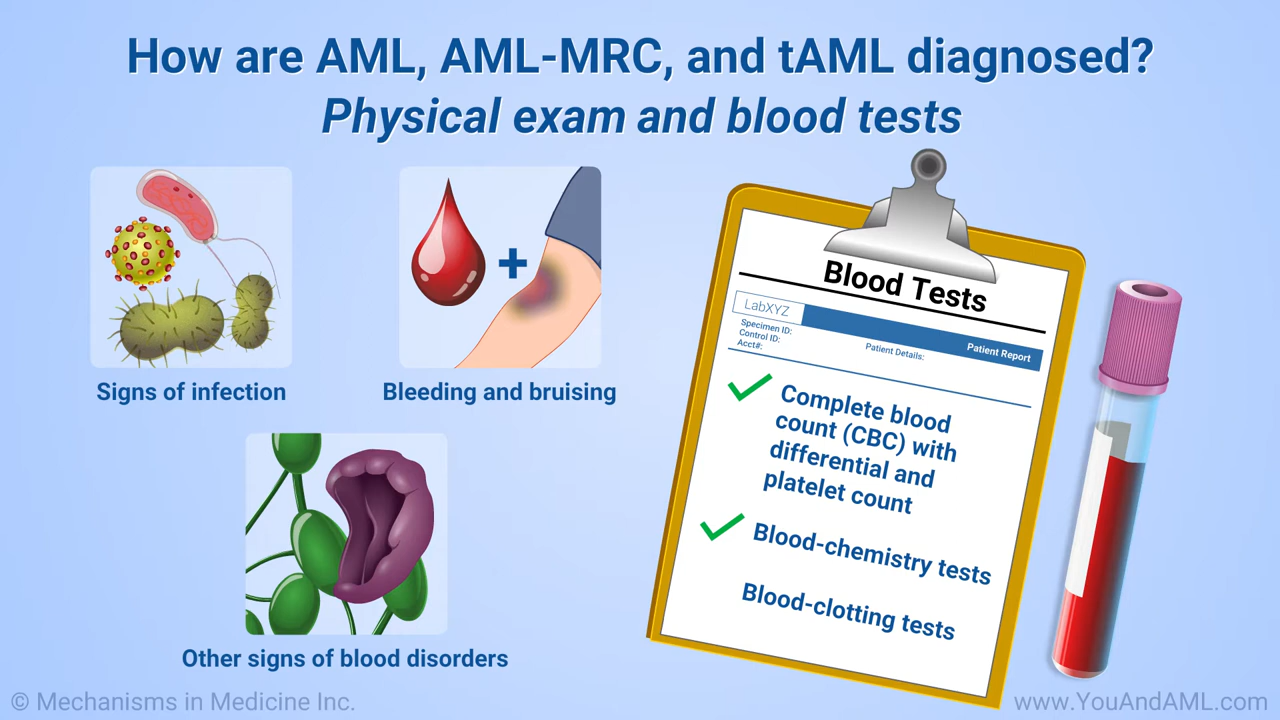 How are AML, AML-MRC, and tAML diagnosed?
Physical exam and blood tests
Signs of infection
Bleeding and bruising
Other signs of blood disorders
Blood Tests
LabXYZ
Specimen ID:
Control ID:
Acct#:
Patient Details:
Patient Report
Complete blood
count (CBC) with
differential and
platelet count
Blood-chemistry tests
Blood-clotting tests
© Mechanisms in Medicine Inc.
www.YouAndAML.com